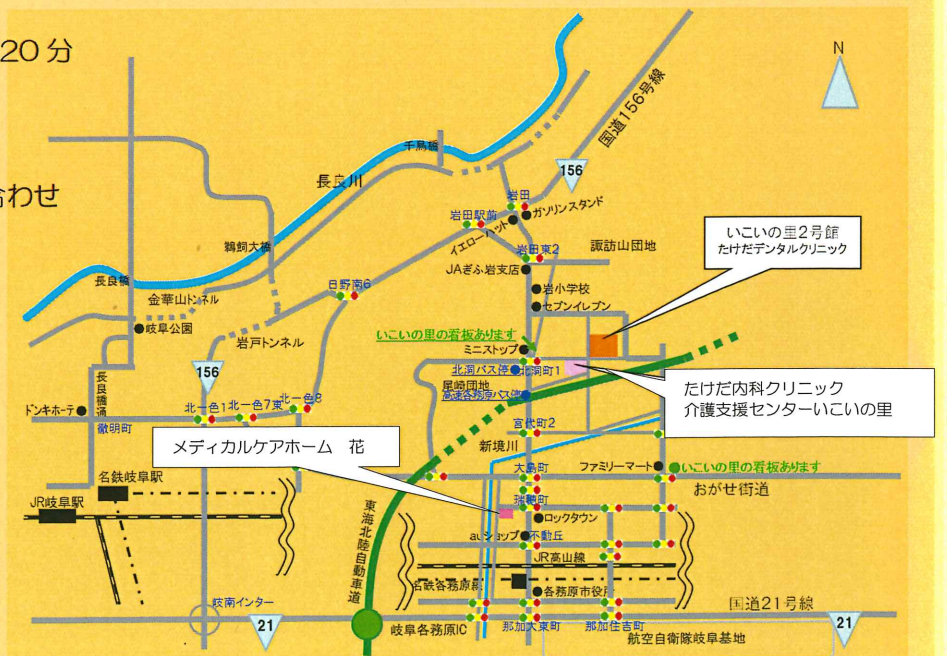 20分
合わせ
N
国道156号線
千鳥橋
長良川
156
岩田
ガソリンスタンド
岩田駅前
イエローハット
鵜飼大橋
岩田東2
諏訪山団地
いこいの里2号館
たけだデンタルクリニック
JAぎふ岩支店
長良橋
日野南6
岩小学校
金華山トンネル
セブンイレブン
岐阜公園
いこいの里の看板あります
岩戸トンネル
ミニストップ
156
北洞バス停
北洞町1
長良橋通
尾崎団地
たけだ内科クリニック
介護支援センターいこいの里
高速各務原バス停
ドンキホーテ
北一色1
北一色7東
北一色8
徹明町
宮代町2
メディカルケアホーム 花
新境川
大島町
ファミリーマート
いこいの里の看板あります
名鉄岐阜駅
おがせ街道
JR岐阜駅
瑞穂町
ロックタウン
東海北陸自動車道
auショップ
不動丘
JR高山線
名鉄各務原線
各務原市役所
岐南インター
国道21号線
21
岐阜各務原IC
那加大東町
那加住吉町
航空自衛隊岐阜基地
21